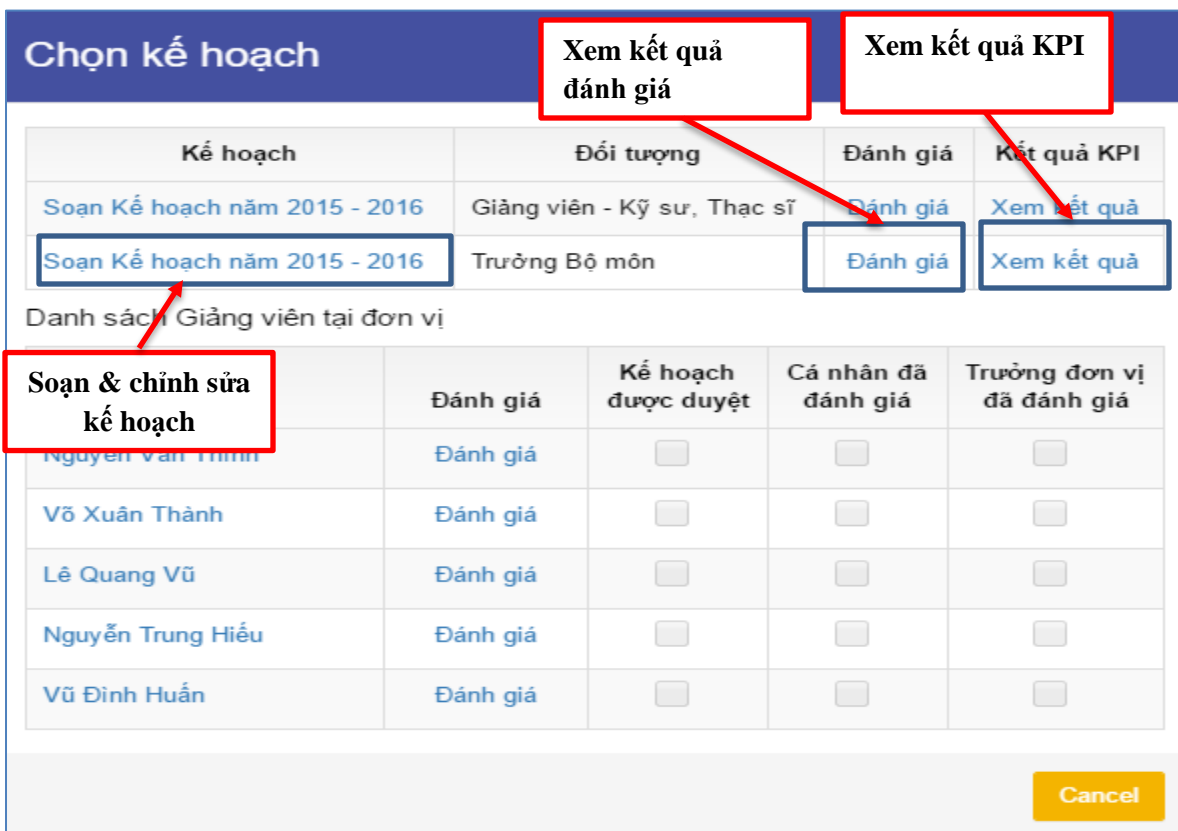 Chọn kế hoạch
Xem kết quả
đánh giá
Xem kết quả KPI
Kế hoạch Đối tượng Đánh giá Kết quả KPI
Soạn Kế hoạch năm 2015 - 2016 Giảng viên - Kỹ sư, Thạc sĩ Đánh giá Xem kết quả
Soạn Kế hoạch năm 2015 - 2016 Trưởng Bộ môn Đánh giá Xem kết quả
Danh sách Giảng viên tại đơn vị
Soạn & chỉnh sửa
kế hoạch
Đánh giá Kế hoạch được duyệt Cá nhân đã đánh giá Trưởng đơn vị đã đánh giá
Nguyễn Văn Đánh giá
Võ Xuân Thành Đánh giá
Lê Quang Vũ Đánh giá
Nguyễn Trung Hiếu Đánh giá
Vũ Đình Huấn Đánh giá
Cancel